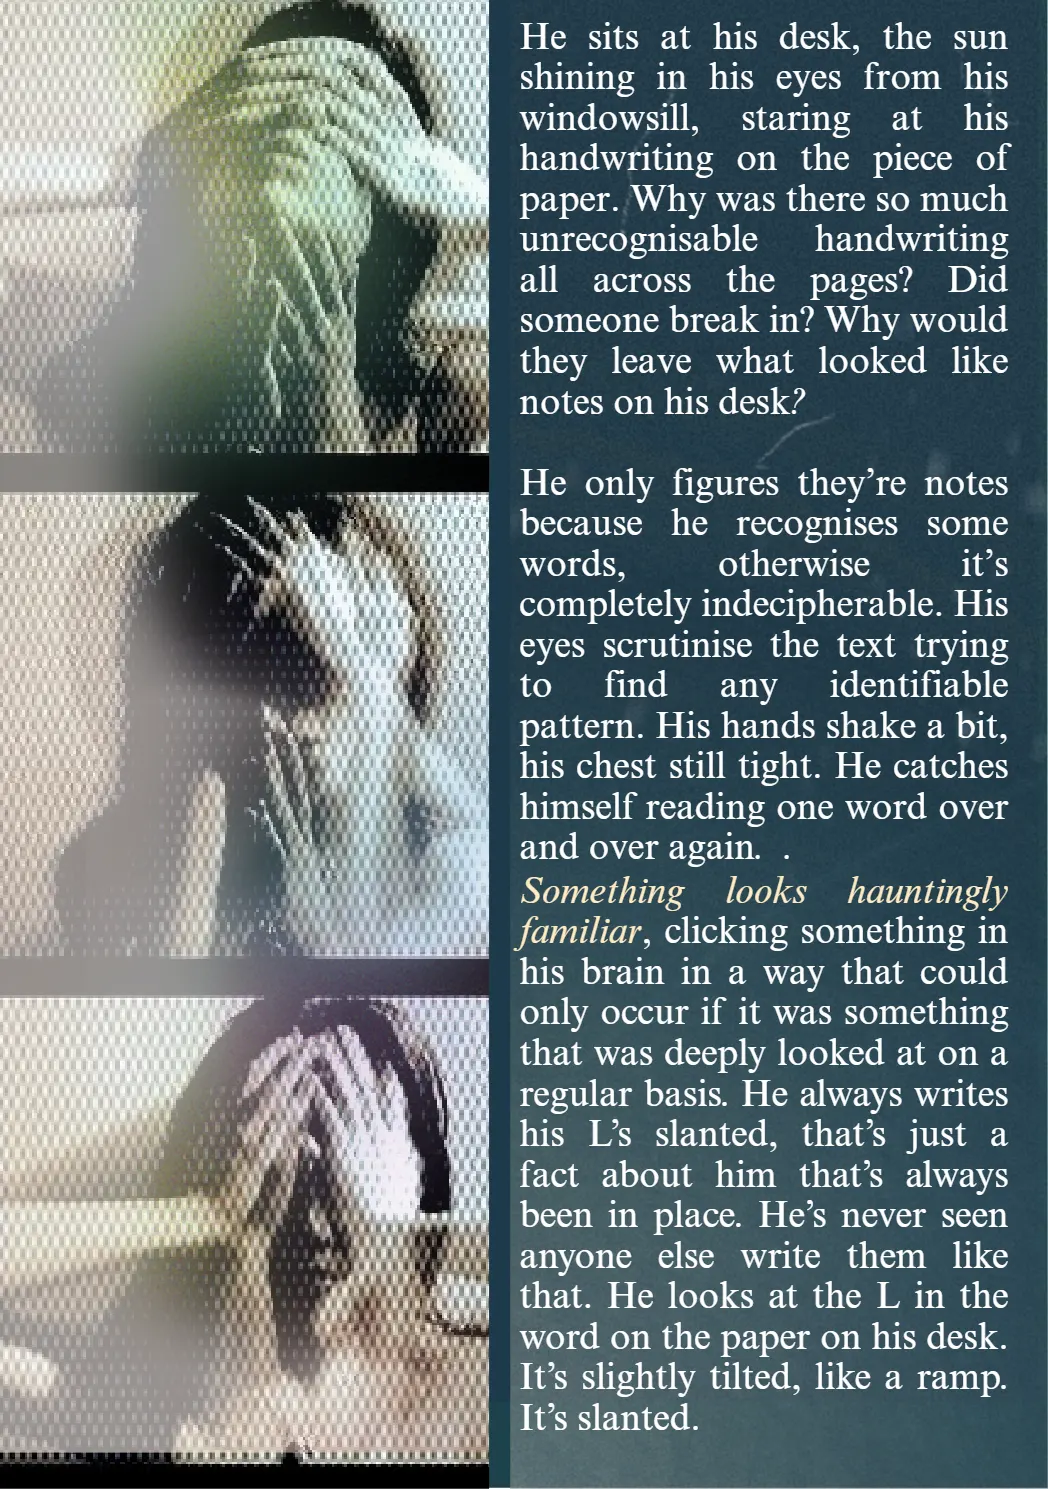 He sits at his desk, the sun
shining in his eyes from his
windowsill, staring at his
handwriting on the piece of
paper. Why was there so much
unrecognisable handwriting
all across the pages? Did
someone break in? Why would
they leave what looked like
notes on his desk?
He only figures they’re notes
because he recognises some
words, otherwise it’s
completely indecipherable. His
eyes scrutinise the text trying
to find any identifiable
pattern. His hands shake a bit,
his chest still tight. He catches
himself reading one word over
and over again. .
Something looks hauntingly
familiar, clicking something in
his brain in a way that could
only occur if it was something
that was deeply looked at on a
regular basis. He always writes
his L’s slanted, that’s just a
fact about him that’s always
been in place. He’s never seen
anyone else write them like
that. He looks at the L in the
word on the paper on his desk.
It’s slightly tilted, like a ramp.
It’s slanted.